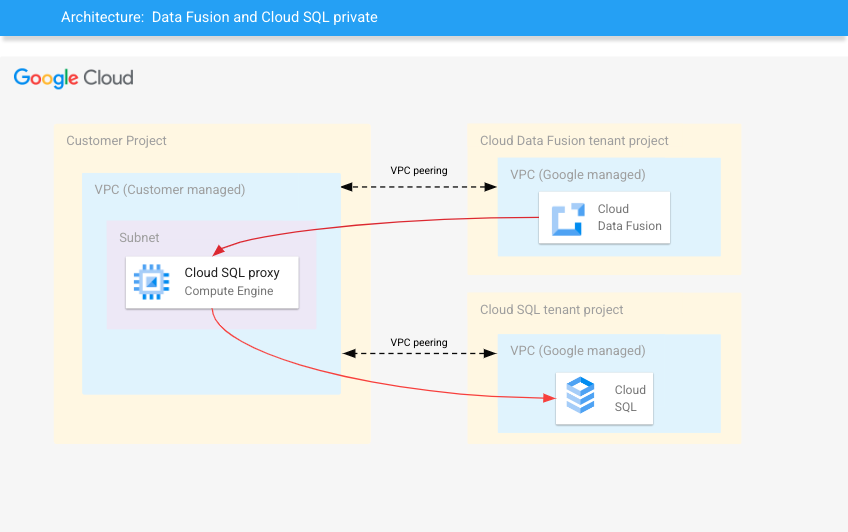 Architecture:  Data Fusion and Cloud SQL private
Google Cloud
Customer Project
VPC (Customer managed)
Subnet
Cloud SQL proxy
Compute Engine
VPC peering
Cloud Data Fusion tenant project
VPC (Google managed)
Cloud
Data Fusion
VPC peering
Cloud SQL tenant project
VPC (Google managed)
Cloud
SQL